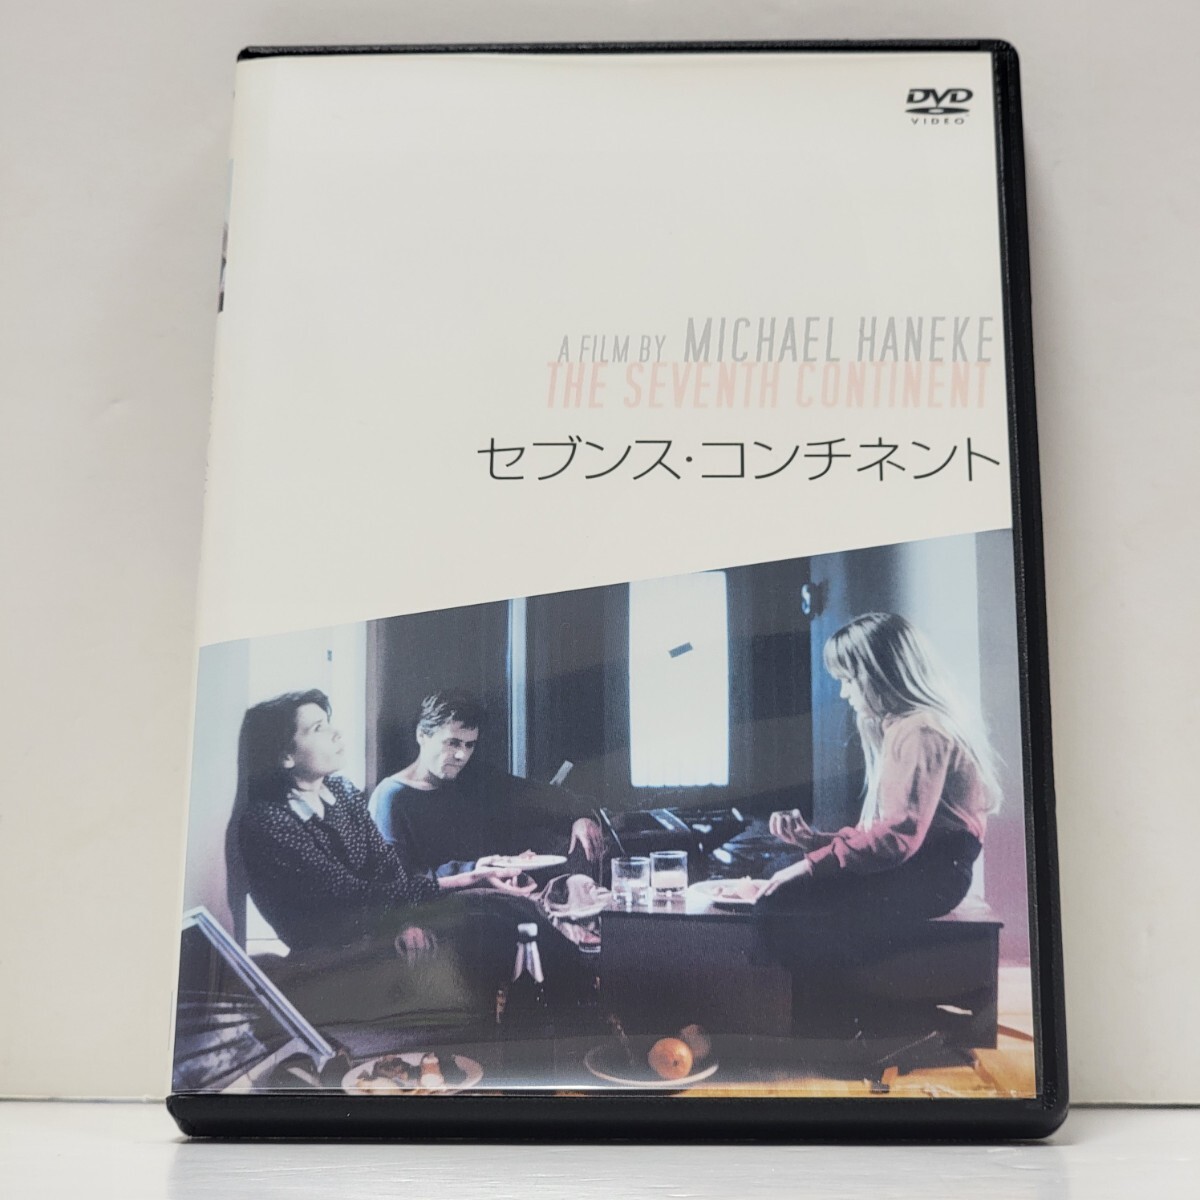 DVD
VIDEO
A FILM BY MICHAEL HANEKE
THE SEVENTH CONTINENT
セブンス・コンチネント